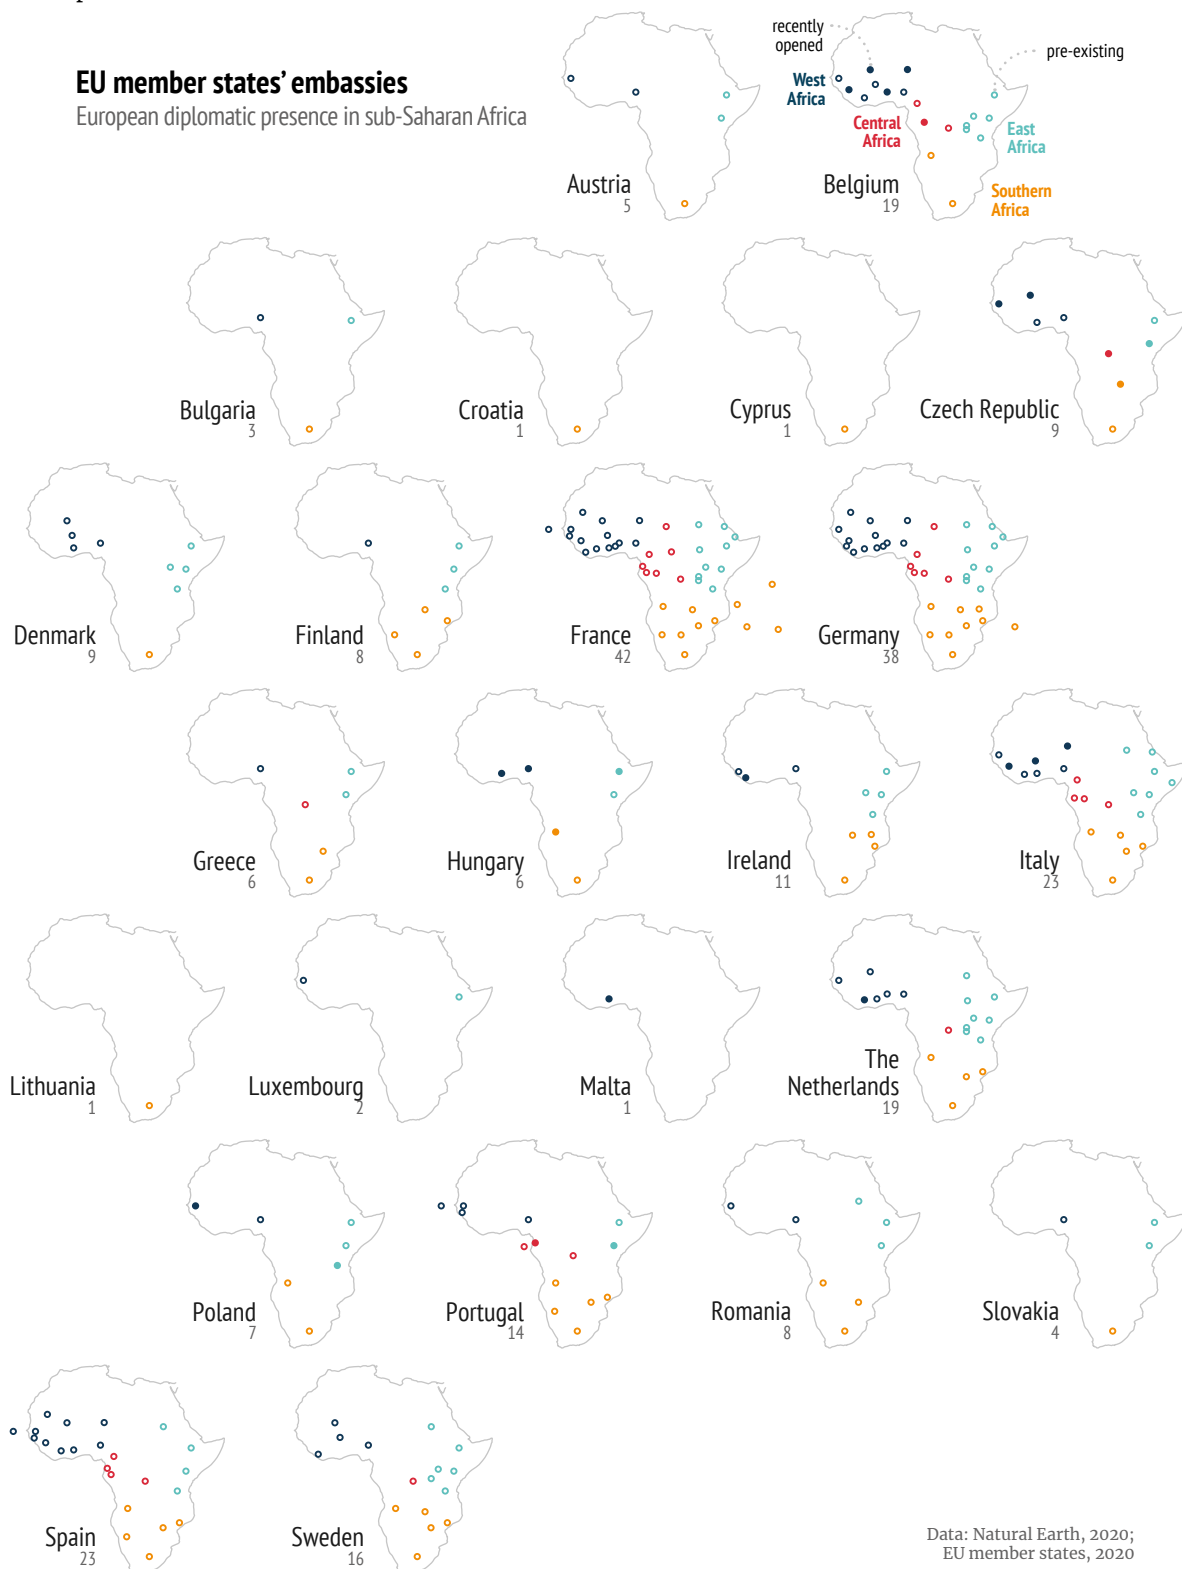 EU member states' embassies
European diplomatic presence in sub-Saharan Africa
recently
opened
pre-existing
West
Africa
Central
Africa
East
Africa
Southern
Africa
Austria
5
Belgium
19
Bulgaria
3
Croatia
1
Cyprus
1
Czech Republic
9
Denmark
9
Finland
8
France
42
Germany
38
Greece
6
Hungary
6
Ireland
11
Italy
23
Lithuania
1
Luxembourg
2
Malta
1
The
Netherlands
19
Poland
7
Portugal
14
Romania
8
Slovakia
4
Spain
23
Sweden
16
Data: Natural Earth, 2020;
EU member states, 2020